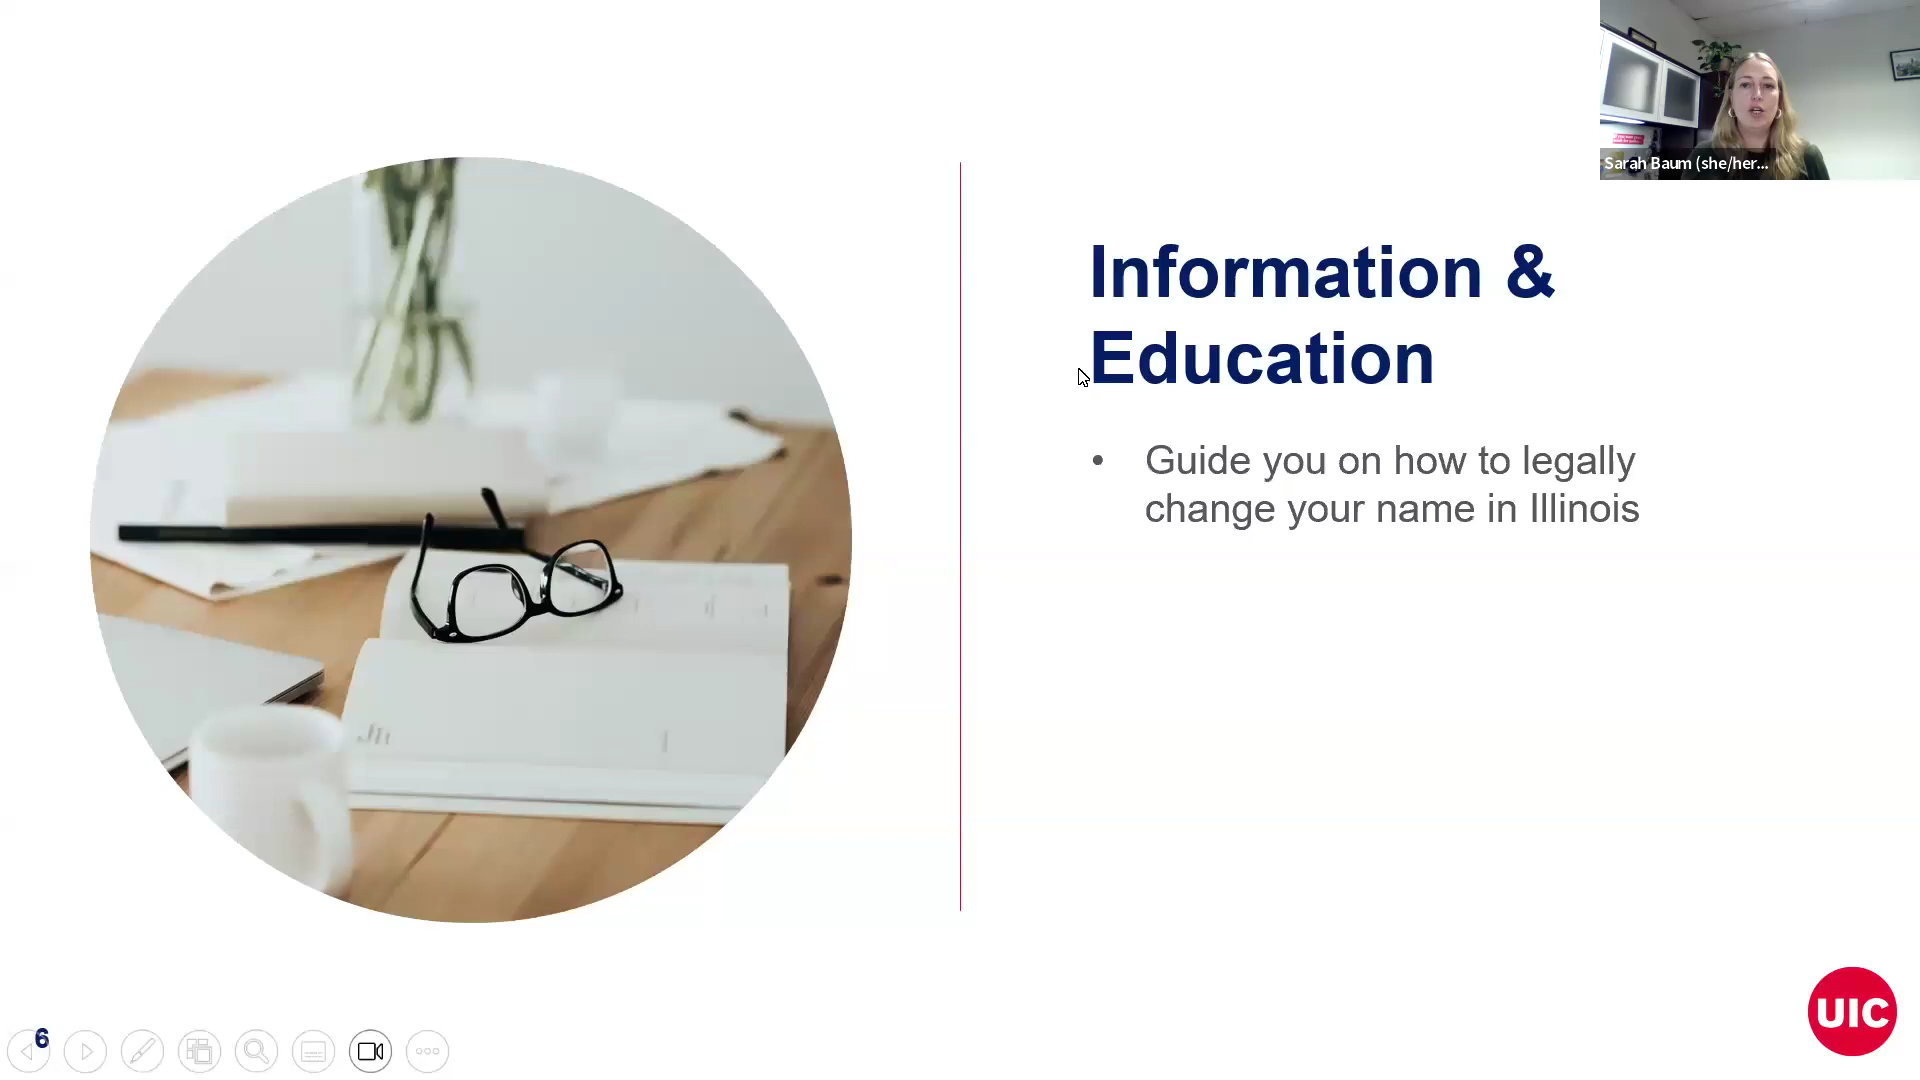 Sarah Baum (she/her...
Information &
Education
• Guide you on how to legally
change your name in Illinois
UIC
6